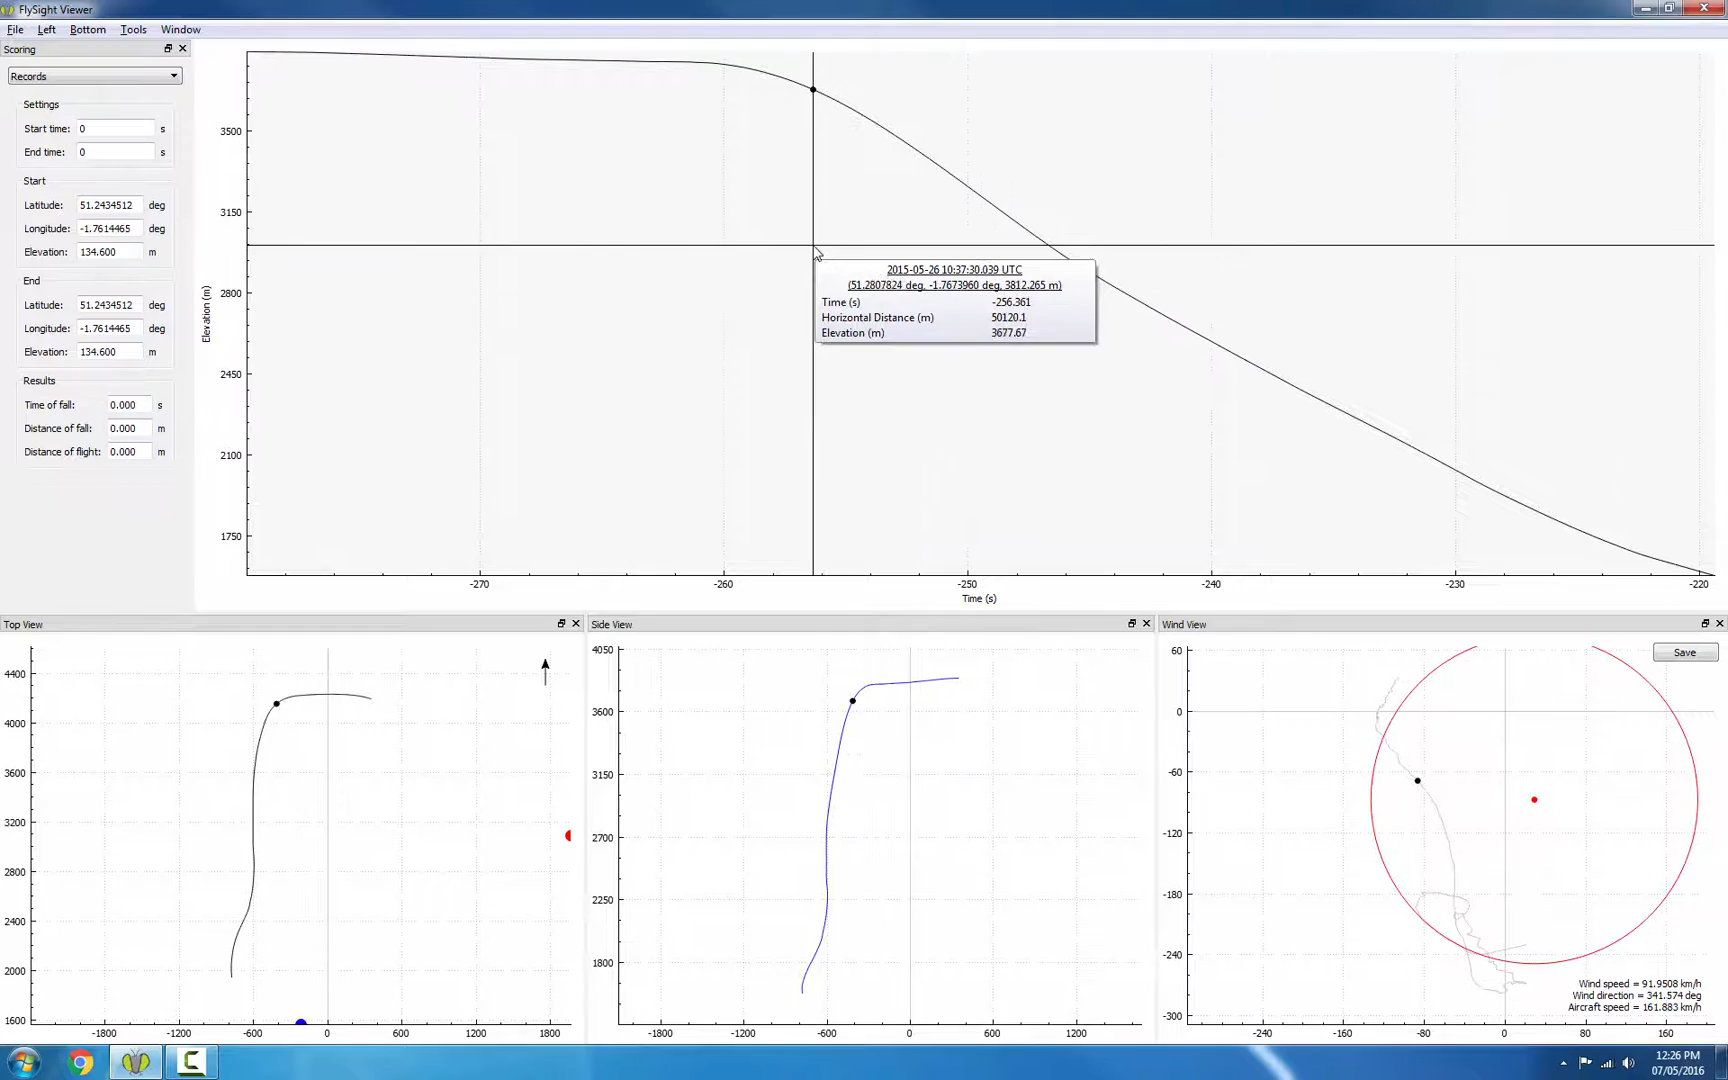 FlySight Viewer
File Left Bottom Tools Window
Scoring
Records
Settings
Start time: 0 s
End time: 0 s
Start
Latitude: 51.2434512 deg
Longitude: -1.7614465 deg
Elevation: 134.600 m
End
Latitude: 51.2434512 deg
Longitude: -1.7614465 deg
Elevation: 134.600 m
Results
Time of fall: 0.000 s
Distance of fall: 0.000 m
Distance of flight: 0.000 m
Elevation (m)
3500
3150
2800
2450
2100
1750
-270 -260 -250 -240 -230 -220
Time (s)
2015-05-26 10:37:30.039 UTC
(51.2807824 deg, -1.7673960 deg, 3812.265 m)
Time (s) -256.361
Horizontal Distance (m) 50120.1
Elevation (m) 3677.67
Top View
4400
4000
3600
3200
2800
2400
2000
1600
-1800 -1200 -600 0 600 1200 1800
Side View
4050
3600
3150
2700
2250
1800
-1800 -1200 -600 0 600 1200
Wind View
Save
60
0
-60
-120
-180
-240
-300
-240 -160 -80 0 80 160
Wind speed = 91.9508 km/h
Wind direction = 341.574 deg
Aircraft speed = 161.883 km/h
12:26 PM
07/05/2016